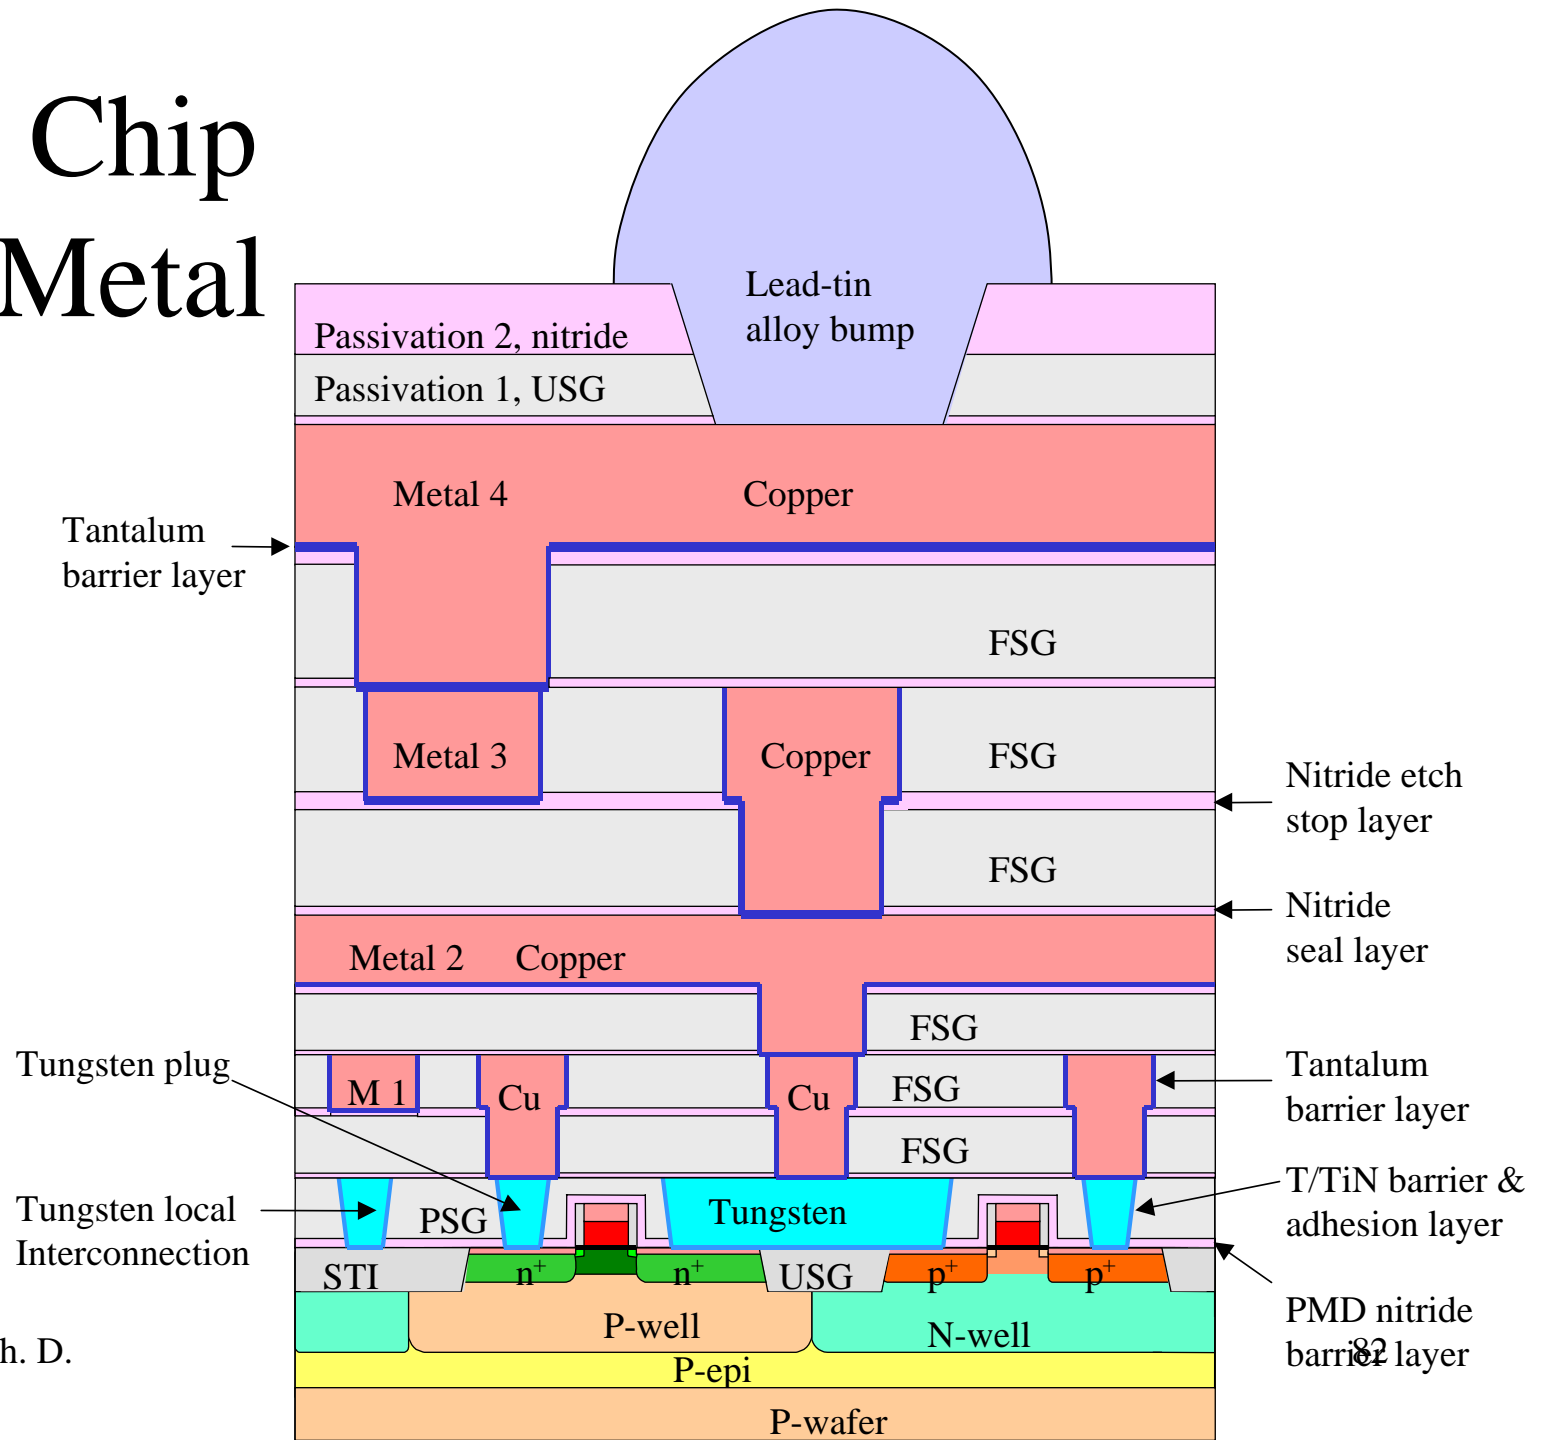 Chip
Metal
Lead-tin
alloy bump
Passivation 2, nitride
Passivation 1, USG
Metal 4
Copper
Tantalum
barrier layer
FSG
Metal 3
Copper
FSG
Nitride etch
stop layer
FSG
Nitride
seal layer
Metal 2
Copper
FSG
Tungsten plug
M 1
Cu
Cu
FSG
Tantalum
barrier layer
FSG
T/TiN barrier &
adhesion layer
Tungsten local
Interconnection
PSG
Tungsten
STI
n+
n+
USG
p+
p+
PMD nitride
barrier layer
P-well
N-well
h. D.
82
P-epi
P-wafer